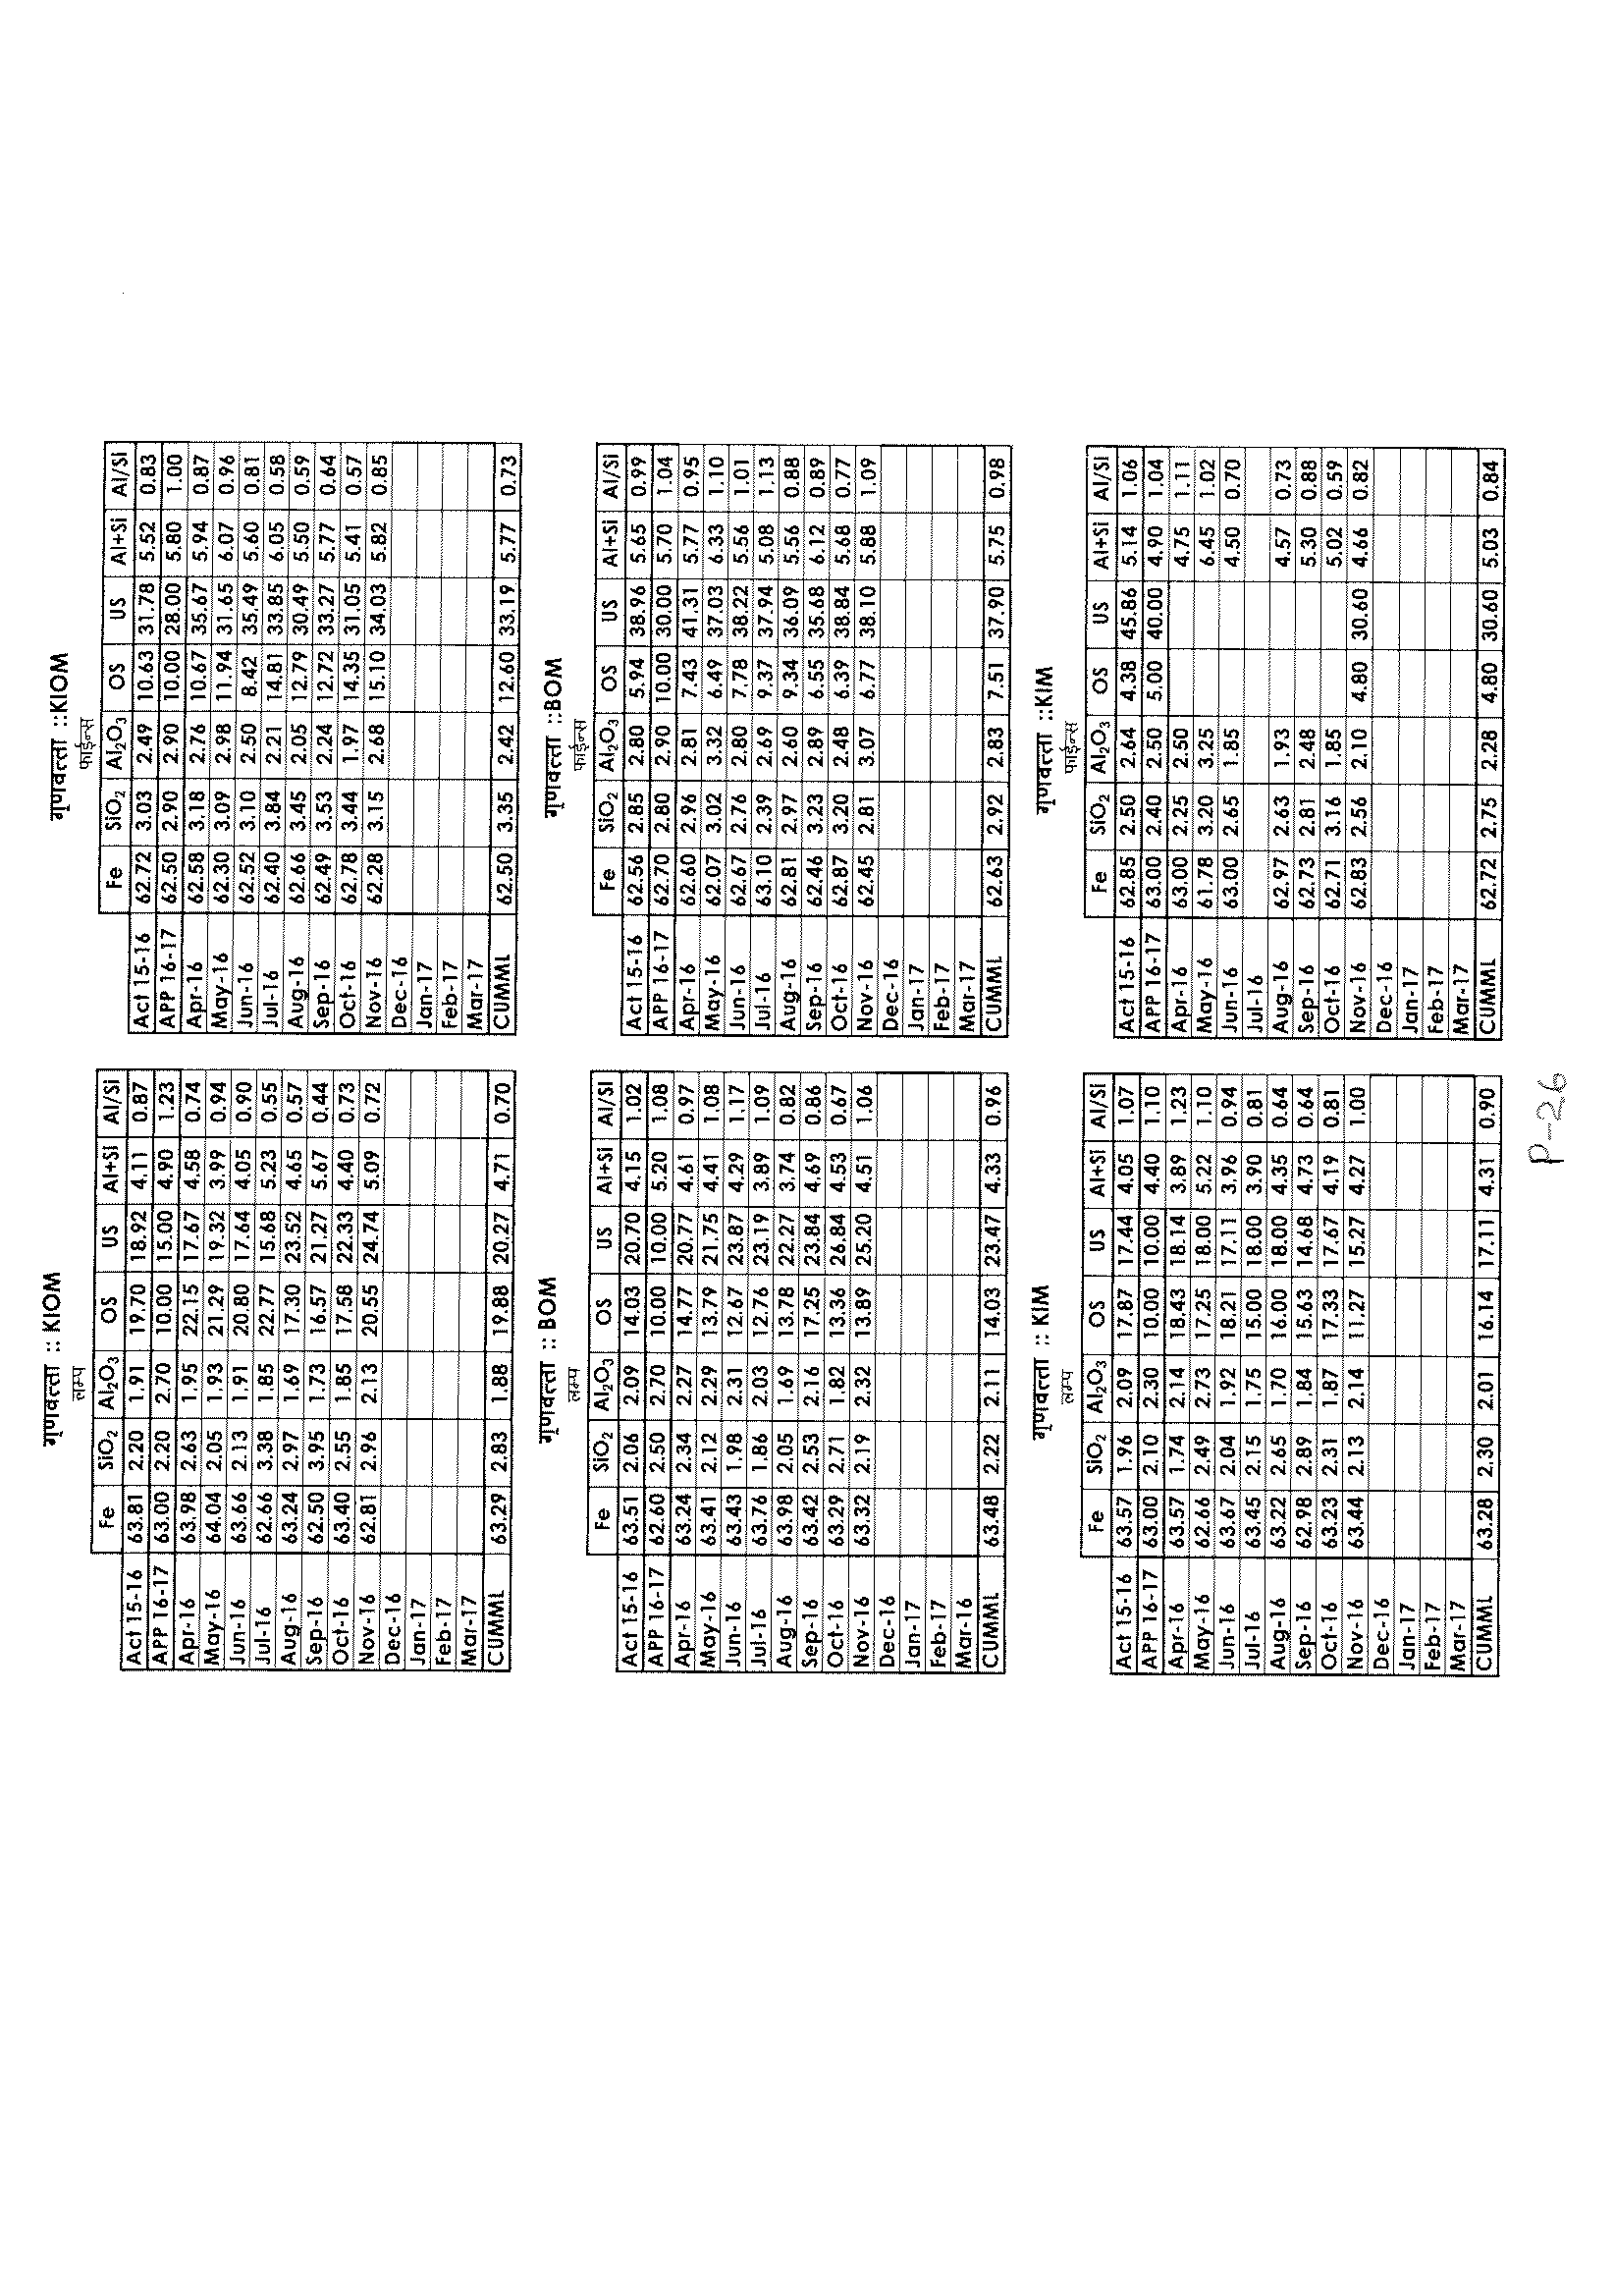 गूणवत्ता :: KIOM
लम्प
Fe SiO₂ Al₂O₃ OS US Al+Si Al/Si
Act 15-16 63.81 2.20 1.91 19.70 18.92 4.11 0.87
APP 16-17 63.00 2.20 2.70 10.00 15.00 4.90 1.23
Apr-16 63.98 2.63 1.95 22.15 17.67 4.58 0.74
May-16 64.04 2.05 1.93 21.29 19.32 3.99 0.94
Jun-16 63.66 2.13 1.91 20.80 17.64 4.05 0.90
Jul-16 62.66 3.38 1.85 22.77 15.68 5.23 0.55
Aug-16 63.24 2.97 1.69 17.30 23.52 4.65 0.57
Sep-16 62.50 3.95 1.73 16.57 21.27 5.67 0.44
Oct-16 63.40 2.55 1.85 17.58 22.33 4.40 0.73
Nov-16 62.81 2.96 2.13 20.55 24.74 5.09 0.72
Dec-16
Jan-17
Feb-17
Mar-17
CUMML 63.29 2.83 1.88 19.88 20.27 4.71 0.70
गूणवत्ता ::KIOM
फाईन्स
Fe SiO₂ Al₂O₃ OS US Al+Si Al/Si
Act 15-16 62.72 3.03 2.49 10.63 31.78 5.52 0.83
APP 16-17 62.50 2.90 2.90 10.00 28.00 5.80 1.00
Apr-16 62.58 3.18 2.76 10.67 35.67 5.94 0.87
May-16 62.30 3.09 2.98 11.94 31.65 6.07 0.96
Jun-16 62.52 3.10 2.50 8.42 35.49 5.60 0.81
Jul-16 62.40 3.84 2.21 14.81 33.85 6.05 0.58
Aug-16 62.66 3.45 2.05 12.79 30.49 5.50 0.59
Sep-16 62.49 3.53 2.24 12.72 33.27 5.77 0.64
Oct-16 62.78 3.44 1.97 14.35 31.05 5.41 0.57
Nov-16 62.28 3.15 2.68 15.10 34.03 5.82 0.85
Dec-16
Jan-17
Feb-17
Mar-17
CUMML 62.50 3.35 2.42 12.60 33.19 5.77 0.73
गूणवत्ता :: BOM
लम्प
Fe SiO₂ Al₂O₃ OS US Al+Si Al/Si
Act 15-16 63.51 2.06 2.09 14.03 20.70 4.15 1.02
APP 16-17 62.60 2.50 2.70 10.00 10.00 5.20 1.08
Apr-16 63.24 2.34 2.27 14.77 20.77 4.61 0.97
May-16 63.41 2.12 2.29 13.79 21.75 4.41 1.08
Jun-16 63.43 1.98 2.31 12.67 23.87 4.29 1.17
Jul-16 63.76 1.86 2.03 12.76 23.19 3.89 1.09
Aug-16 63.98 2.05 1.69 13.78 22.27 3.74 0.82
Sep-16 63.42 2.53 2.16 17.25 23.84 4.69 0.86
Oct-16 63.29 2.71 1.82 13.36 26.84 4.53 0.67
Nov-16 63.32 2.19 2.32 13.89 25.20 4.51 1.06
Dec-16
Jan-17
Feb-17
Mar-16
CUMML 63.48 2.22 2.11 14.03 23.47 4.33 0.96
गूणवत्ता ::BOM
फाईन्स
Fe SiO₂ Al₂O₃ OS US Al+Si Al/Si
Act 15-16 62.56 2.85 2.80 5.94 38.96 5.65 0.99
APP 16-17 62.70 2.80 2.90 10.00 30.00 5.70 1.04
Apr-16 62.60 2.96 2.81 7.43 41.31 5.77 0.95
May-16 62.07 3.02 3.32 6.49 37.03 6.33 1.10
Jun-16 62.67 2.76 2.80 7.78 38.22 5.56 1.01
Jul-16 63.10 2.39 2.69 9.37 37.94 5.08 1.13
Aug-16 62.81 2.97 2.60 9.34 36.09 5.56 0.88
Sep-16 62.46 3.23 2.89 6.55 35.68 6.12 0.89
Oct-16 62.87 3.20 2.48 6.39 38.84 5.68 0.77
Nov-16 62.45 2.81 3.07 6.77 38.10 5.88 1.09
Dec-16
Jan-17
Feb-17
Mar-17
CUMML 62.63 2.92 2.83 7.51 37.90 5.75 0.98
गूणवत्ता :: KIM
लम्प
Fe SiO₂ Al₂O₃ OS US Al+Si Al/Si
Act 15-16 63.57 1.96 2.09 17.87 17.44 4.05 1.07
APP 16-17 63.00 2.10 2.30 10.00 10.00 4.40 1.10
Apr-16 63.57 1.74 2.14 18.43 18.14 3.89 1.23
May-16 62.66 2.49 2.73 17.25 18.00 5.22 1.10
Jun-16 63.67 2.04 1.92 18.21 17.11 3.96 0.94
Jul-16 63.45 2.15 1.75 15.00 18.00 3.90 0.81
Aug-16 63.22 2.65 1.70 16.00 18.00 4.35 0.64
Sep-16 62.98 2.89 1.84 15.63 14.68 4.73 0.64
Oct-16 63.23 2.31 1.87 17.33 17.67 4.19 0.81
Nov-16 63.44 2.13 2.14 11.27 15.27 4.27 1.00
Dec-16
Jan-17
Feb-17
Mar-17
CUMML 63.28 2.30 2.01 16.14 17.11 4.31 0.90
गूणवत्ता ::KIM
फाईन्स
Fe SiO₂ Al₂O₃ OS US Al+Si Al/Si
Act 15-16 62.85 2.50 2.64 4.38 45.86 5.14 1.06
APP 16-17 63.00 2.40 2.50 5.00 40.00 4.90 1.04
Apr-16 63.00 2.25 2.50 4.75 1.11
May-16 61.78 3.20 3.25 6.45 1.02
Jun-16 63.00 2.65 1.85 4.50 0.70
Jul-16
Aug-16 62.97 2.63 1.93 4.57 0.73
Sep-16 62.73 2.81 2.48 5.30 0.88
Oct-16 62.71 3.16 1.85 5.02 0.59
Nov-16 62.83 2.56 2.10 4.80 30.60 4.66 0.82
Dec-16
Jan-17
Feb-17
Mar-17
CUMML 62.72 2.75 2.28 4.80 30.60 5.03 0.84
P-26